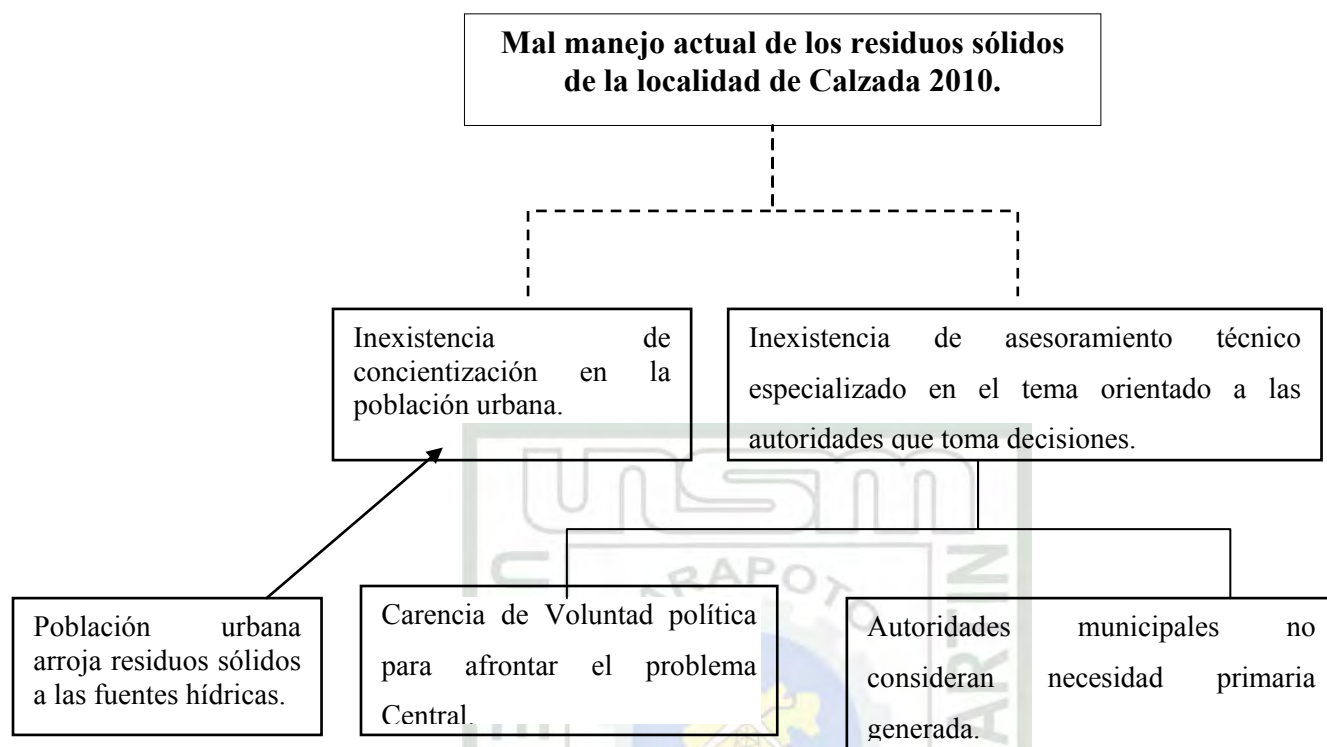 Mal manejo actual de los residuos sólidos
de la localidad de Calzada 2010.
Inexistencia de
concientización en la
población urbana.
Inexistencia de asesoramiento técnico
especializado en el tema orientado a las
autoridades que toma decisiones.
unsm
RAPOTO
N
ARTIN
Población urbana
arroja residuos sólidos
a las fuentes hídricas.
Carencia de Voluntad política
para afrontar el problema
Central.
Autoridades municipales no
consideran necesidad primaria
generada.